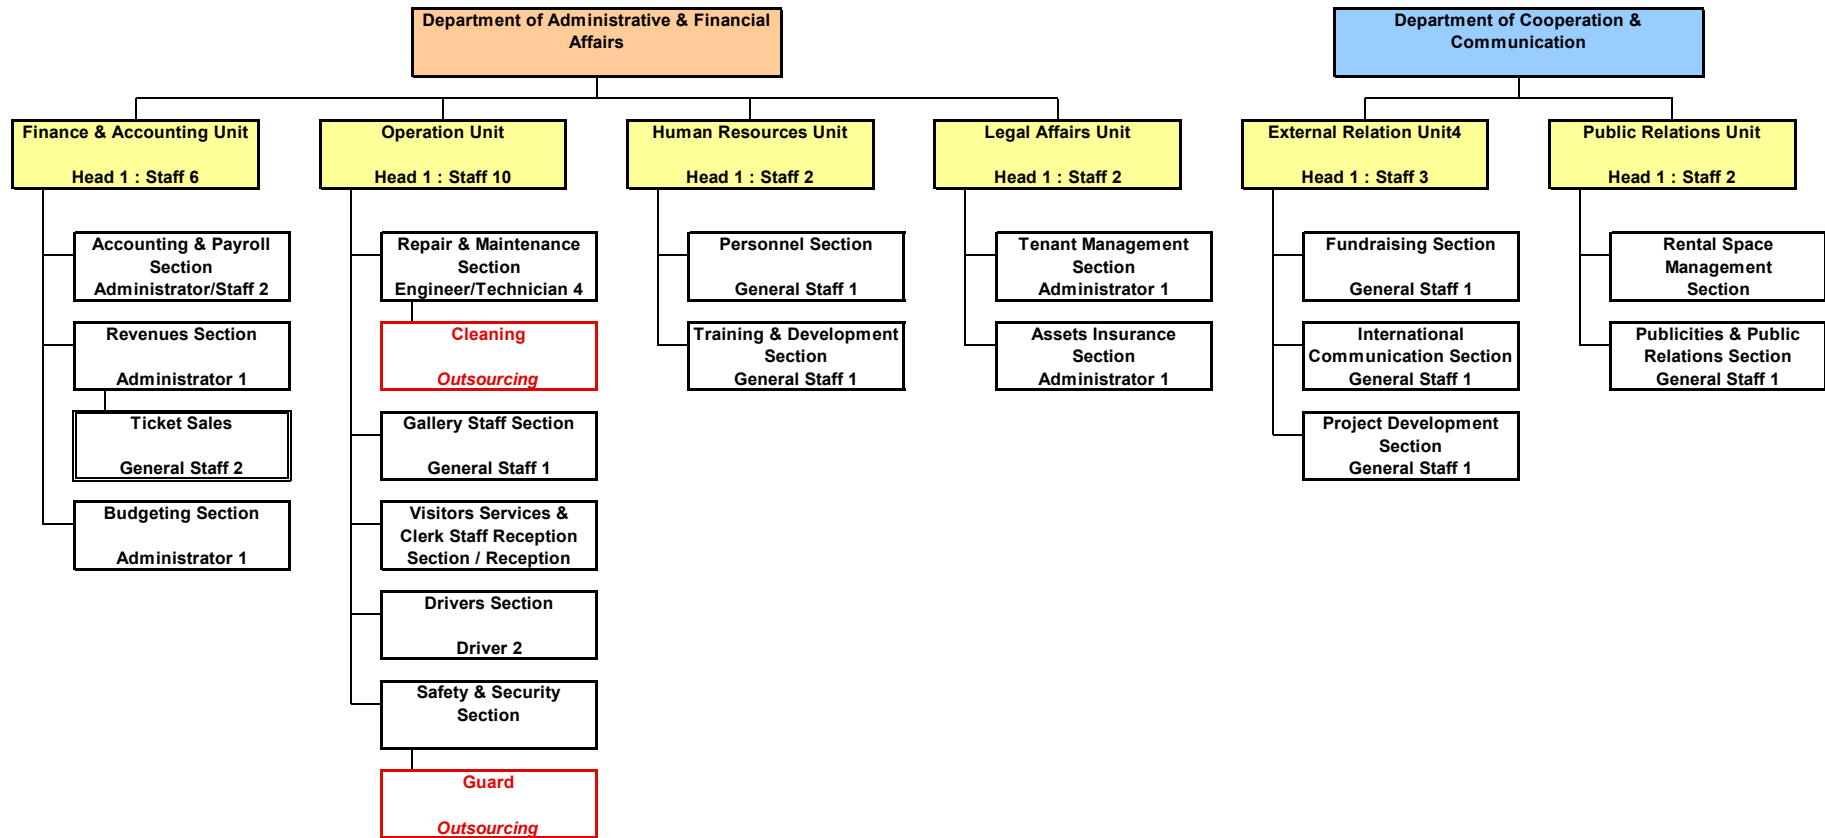 Department of Administrative & Financial
Affairs
Department of Cooperation &
Communication
Finance & Accounting Unit
Head 1 : Staff 6
Operation Unit
Head 1 : Staff 10
Human Resources Unit
Head 1 : Staff 2
Legal Affairs Unit
Head 1 : Staff 2
External Relation Unit4
Head 1 : Staff 3
Public Relations Unit
Head 1 : Staff 2
Accounting & Payroll
Section
Administrator/Staff 2
Revenues Section
Administrator 1
Ticket Sales
General Staff 2
Budgeting Section
Administrator 1
Repair & Maintenance
Section
Engineer/Technician 4
Cleaning
Outsourcing
Gallery Staff Section
General Staff 1
Visitors Services &
Clerk Staff Reception
Section / Reception
Drivers Section
Driver 2
Safety & Security
Section
Guard
Outsourcing
Personnel Section
General Staff 1
Training & Development
Section
General Staff 1
Tenant Management
Section
Administrator 1
Assets Insurance
Section
Administrator 1
Fundraising Section
General Staff 1
International
Communication Section
General Staff 1
Project Development
Section
General Staff 1
Rental Space
Management
Section
Publicities & Public
Relations Section
General Staff 1